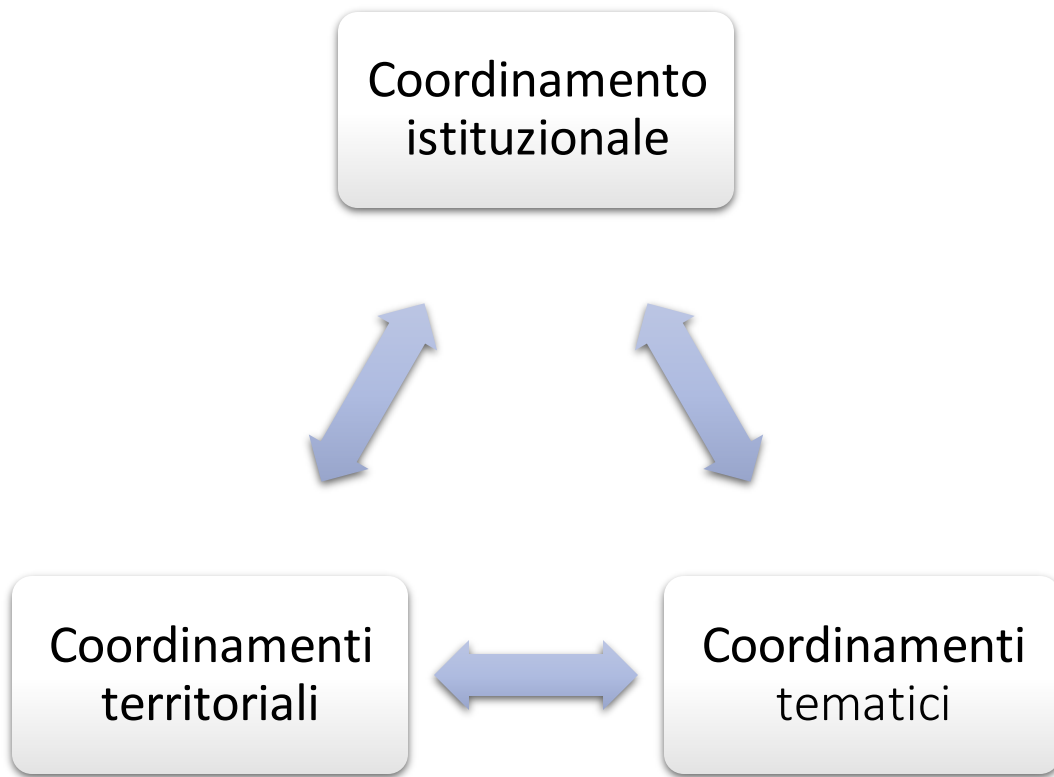 Coordinamento
istituzionale
Coordinamenti
territoriali
Coordinamenti
tematici